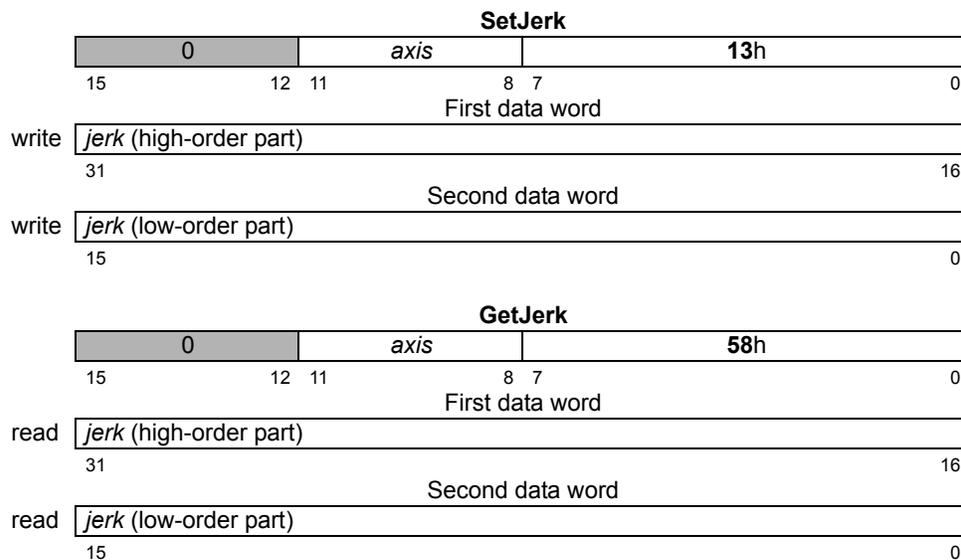 SetJerk
0 axis 13h
15 12 11 8 7 0
First data word
write jerk (high-order part)
31 16
Second data word
write jerk (low-order part)
15 0
GetJerk
0 axis 58h
15 12 11 8 7 0
First data word
read jerk (high-order part)
31 16
Second data word
read jerk (low-order part)
15 0